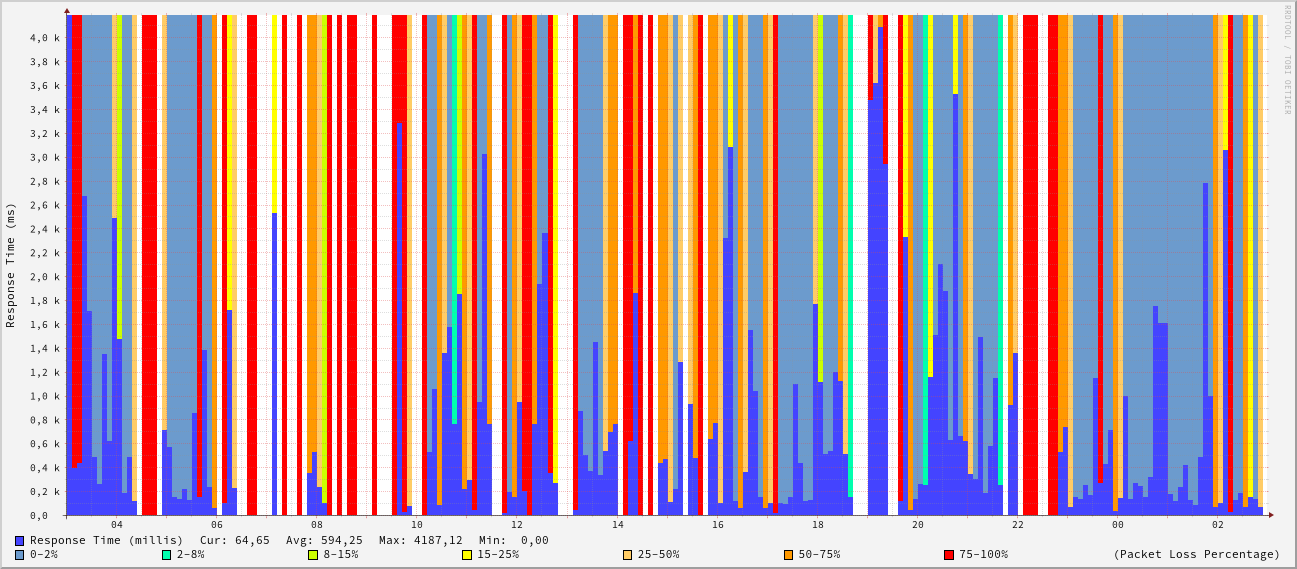 RRDTOOL / TOBI OETIKER
Response Time (ms)
4,0 k
3,8 k
3,6 k
3,4 k
3,2 k
3,0 k
2,8 k
2,6 k
2,4 k
2,2 k
2,0 k
1,8 k
1,6 k
1,4 k
1,2 k
1,0 k
0,8 k
0,6 k
0,4 k
0,2 k
0,0
04 06 08 10 12 14 16 18 20 22 00 02
Response Time (millis) Cur: 64,65 Avg: 594,25 Max: 4187,12 Min: 0,00
0-2% 2-8% 8-15% 15-25% 25-50% 50-75% 75-100% (Packet Loss Percentage)